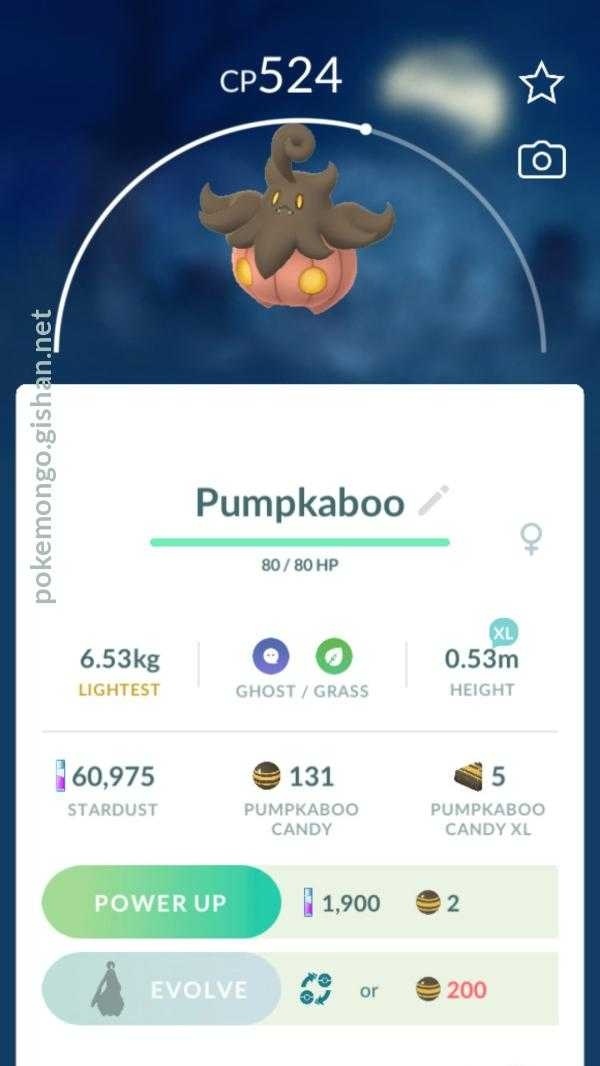 CP524
pokemongo.gishan.net
Pumpkaboo
80 / 80 HP
XL
6.53kg
0.53m
LIGHTEST
GHOST / GRASS
HEIGHT
60,975
131
5
STARDUST
PUMPKABOO
CANDY
PUMPKABOO
CANDY XL
POWER UP
1,900
2
EVOLVE
or
200